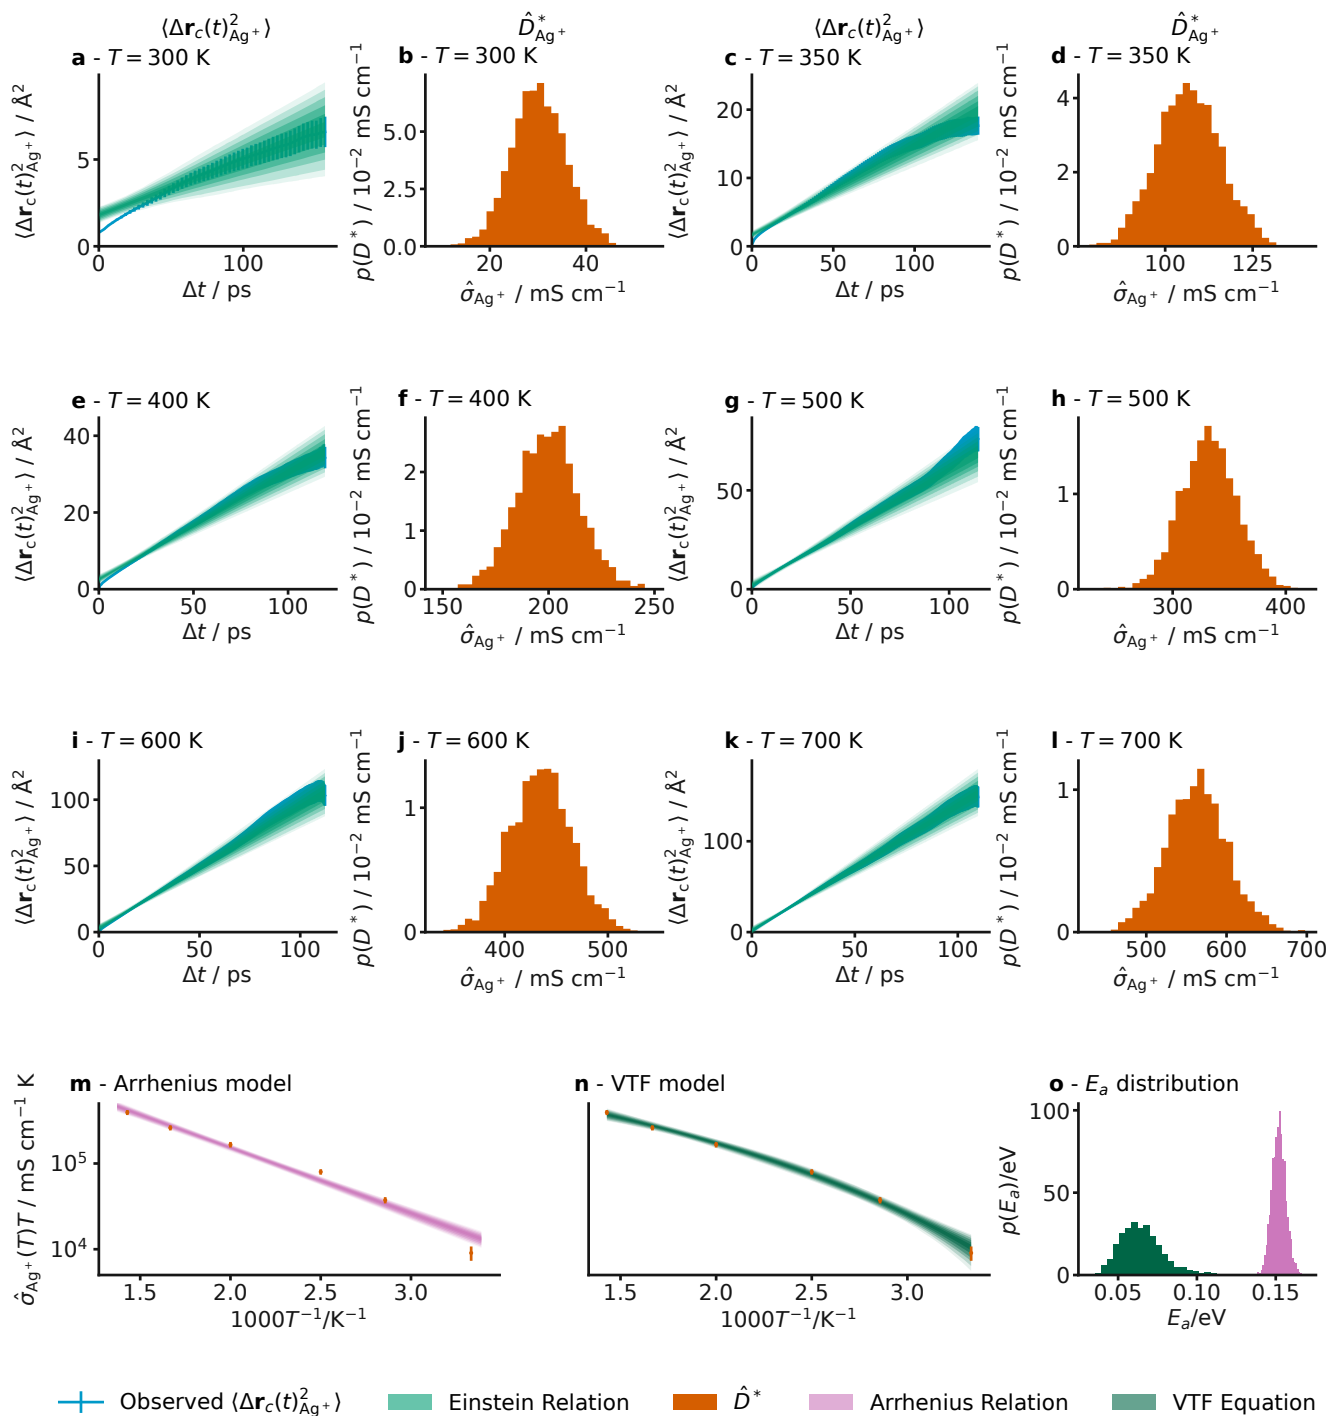 ⟨Δr_c(t)²_Ag⁺⟩ D̂*_Ag⁺ ⟨Δr_c(t)²_Ag⁺⟩ D̂*_Ag⁺
a - T = 300 K
⟨Δr_c(t)²_Ag⁺⟩ / Å²
5
0
0 100
Δt / ps
b - T = 300 K
p(D*) / 10⁻² mS cm⁻¹
5.0
2.5
0.0
20 40
σ̂_Ag⁺ / mS cm⁻¹
c - T = 350 K
⟨Δr_c(t)²_Ag⁺⟩ / Å²
20
10
0
0 50 100
Δt / ps
d - T = 350 K
p(D*) / 10⁻² mS cm⁻¹
4
2
0
100 125
σ̂_Ag⁺ / mS cm⁻¹
e - T = 400 K
⟨Δr_c(t)²_Ag⁺⟩ / Å²
40
20
0
0 50 100
Δt / ps
f - T = 400 K
p(D*) / 10⁻² mS cm⁻¹
2
1
0
150 200 250
σ̂_Ag⁺ / mS cm⁻¹
g - T = 500 K
⟨Δr_c(t)²_Ag⁺⟩ / Å²
50
0
0 50 100
Δt / ps
h - T = 500 K
p(D*) / 10⁻² mS cm⁻¹
1
0
300 400
σ̂_Ag⁺ / mS cm⁻¹
i - T = 600 K
⟨Δr_c(t)²_Ag⁺⟩ / Å²
100
50
0
0 50 100
Δt / ps
j - T = 600 K
p(D*) / 10⁻² mS cm⁻¹
1
0
400 500
σ̂_Ag⁺ / mS cm⁻¹
k - T = 700 K
⟨Δr_c(t)²_Ag⁺⟩ / Å²
100
0
0 50 100
Δt / ps
l - T = 700 K
p(D*) / 10⁻² mS cm⁻¹
1
0
500 600 700
σ̂_Ag⁺ / mS cm⁻¹
m - Arrhenius model
σ̂_Ag⁺(T)T / mS cm⁻¹ K
10⁵
10⁴
1.5 2.0 2.5 3.0
1000T⁻¹/K⁻¹
n - VTF model
1.5 2.0 2.5 3.0
1000T⁻¹/K⁻¹
o - E_a distribution
p(E_a)/eV
100
50
0
0.05 0.10 0.15
E_a/eV
Observed ⟨Δr_c(t)²_Ag⁺⟩ Einstein Relation D̂* Arrhenius Relation VTF Equation